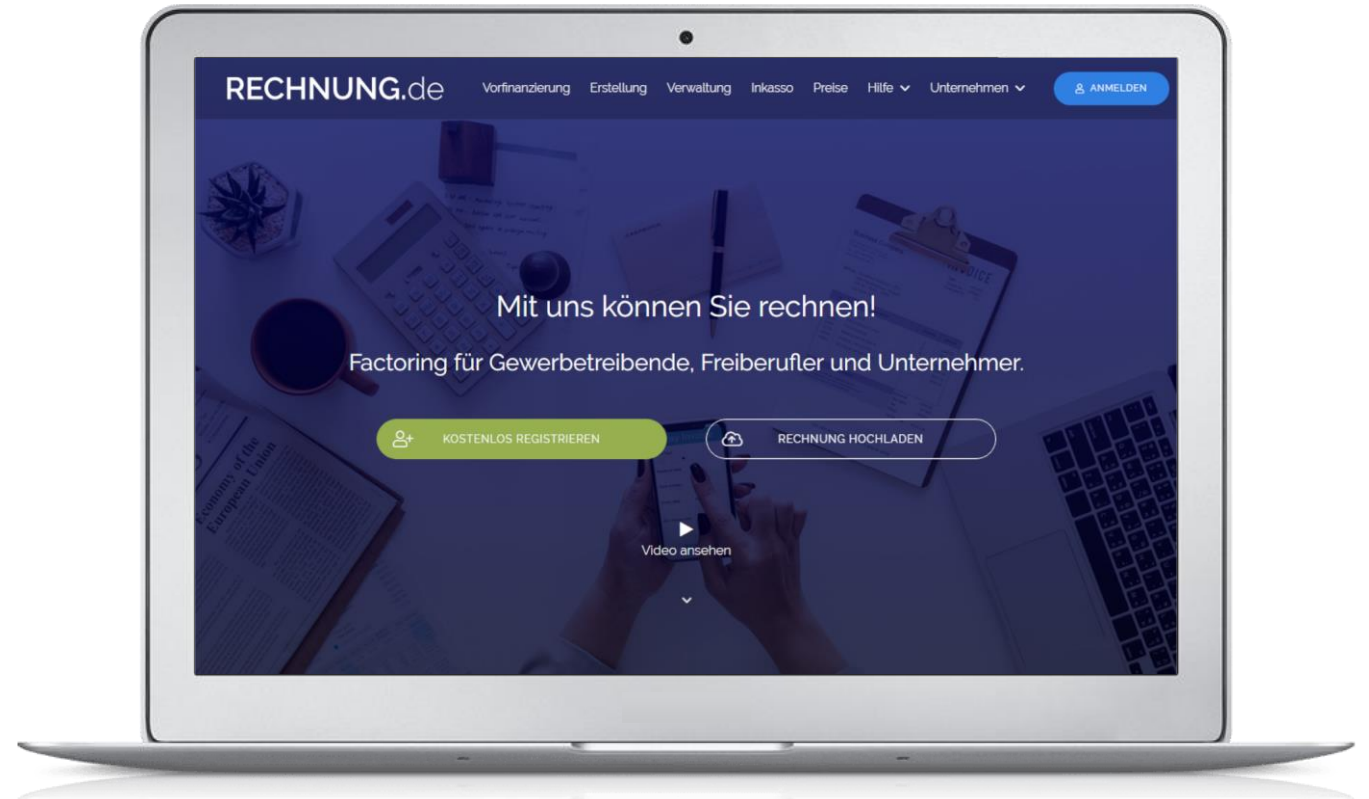 RECHNUNG.de
Vorfinanzierung Erstellung Verwaltung Inkasso Preise Hilfe Unternehmen ANMELDEN
INVOICE
Mit uns können Sie rechnen!
Factoring für Gewerbetreibende, Freiberufler und Unternehmer.
KOSTENLOS REGISTRIEREN
RECHNUNG HOCHLADEN
Economy of the
European Union
Video ansehen